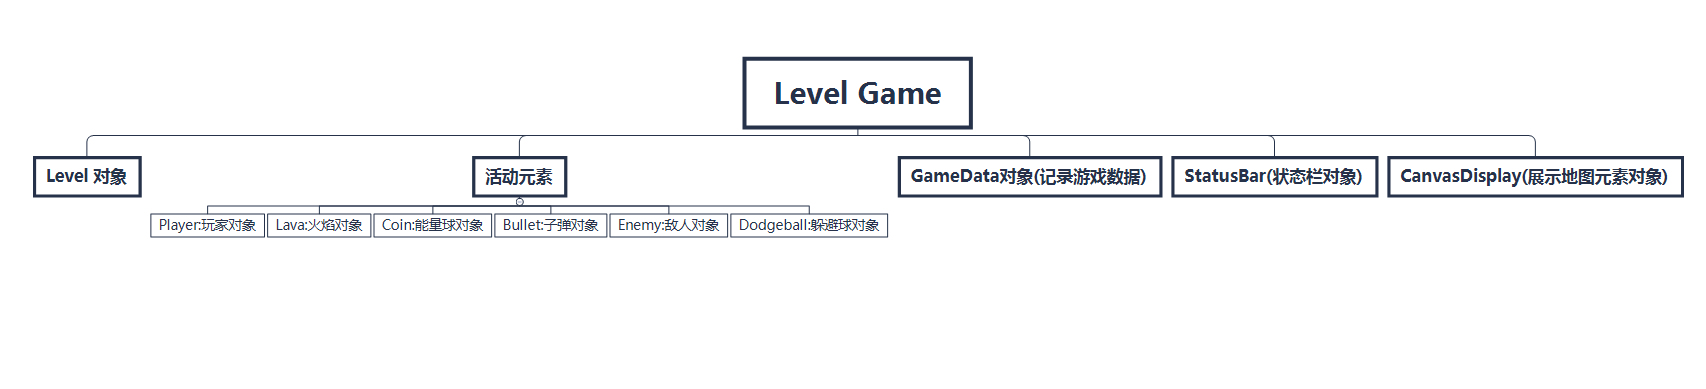 Level Game
Level 对象
活动元素
GameData对象(记录游戏数据)
StatusBar(状态栏对象)
CanvasDisplay(展示地图元素对象)
Player:玩家对象
Lava:火焰对象
Coin:能量球对象
Bullet:子弹对象
Enemy:敌人对象
Dodgeball:躲避球对象